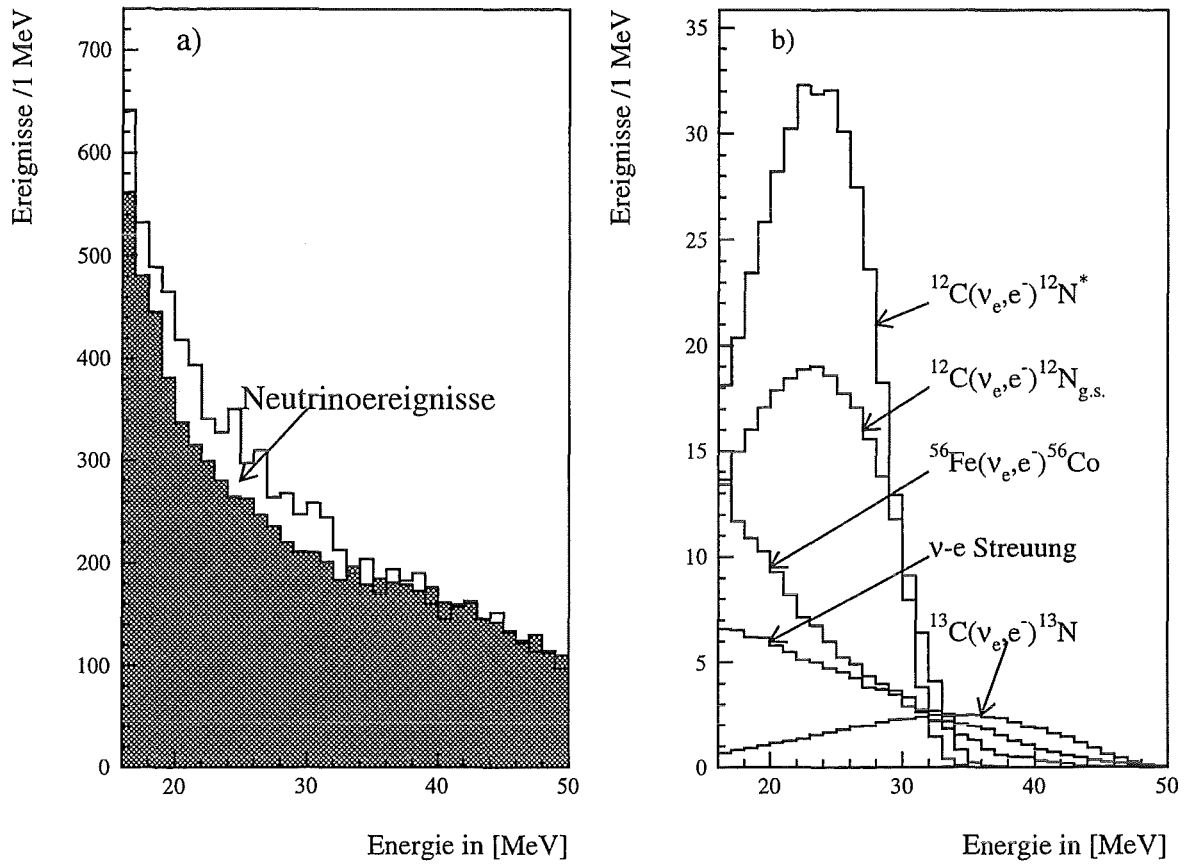 Ereignisse /1 MeV
a)
700
600
500
400
300
200
100
0
Neutrinoereignisse
20
30
40
50
Energie in [MeV]
Ereignisse /1 MeV
b)
35
30
25
20
15
10
5
0
¹²C(νₑ,e⁻)¹²N*
¹²C(νₑ,e⁻)¹²N_g.s.
⁵⁶Fe(νₑ,e⁻)⁵⁶Co
ν-e Streuung
¹³C(νₑ,e⁻)¹³N
20
30
40
50
Energie in [MeV]